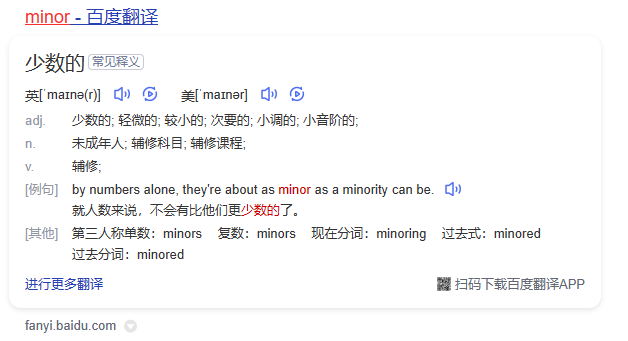 minor - 百度翻译
少数的 常见释义
英[ˈmaɪnə(r)] 美[ˈmaɪnər]
adj. 少数的; 轻微的; 较小的; 次要的; 小调的; 小音阶的;
n. 未成年人; 辅修科目; 辅修课程;
v. 辅修;
[例句] by numbers alone, they're about as minor as a minority can be.
就人数来说，不会有比他们更少数的了。
[其他] 第三人称单数：minors 复数：minors 现在分词：minoring 过去式：minored
过去分词：minored
进行更多翻译 扫码下载百度翻译APP
fanyi.baidu.com